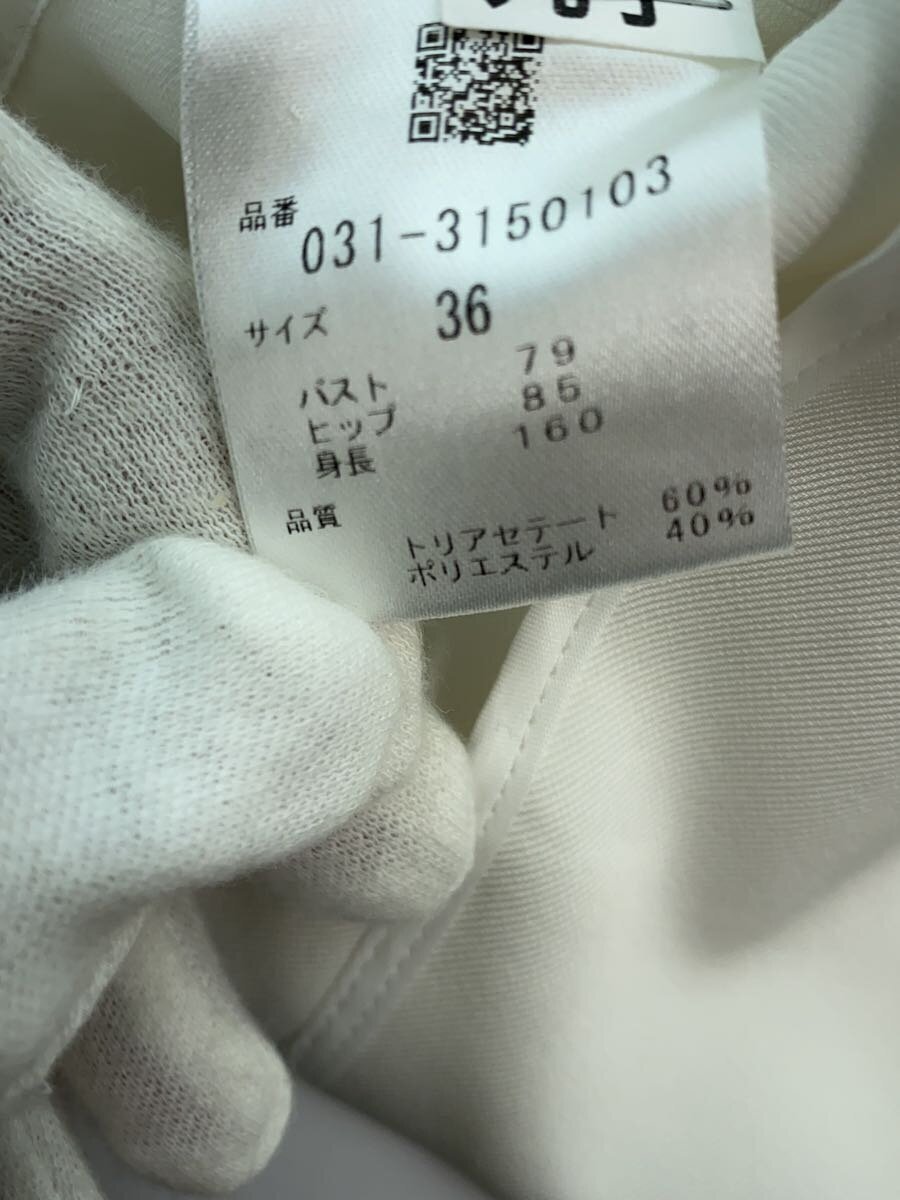 品番
031-3150103
サイズ 36
バスト 79
ヒップ 85
身長 160
品質
トリアセテート 60%
ポリエステル 40%